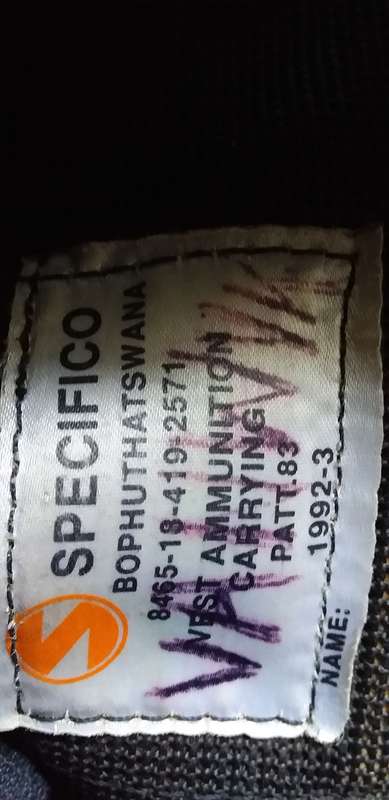 SPECIFICO
BOPHUTHATSWANA
8465-18-419-2571
VEST AMMUNITION
CARRYING
PATT.83
1992-3
NAME: